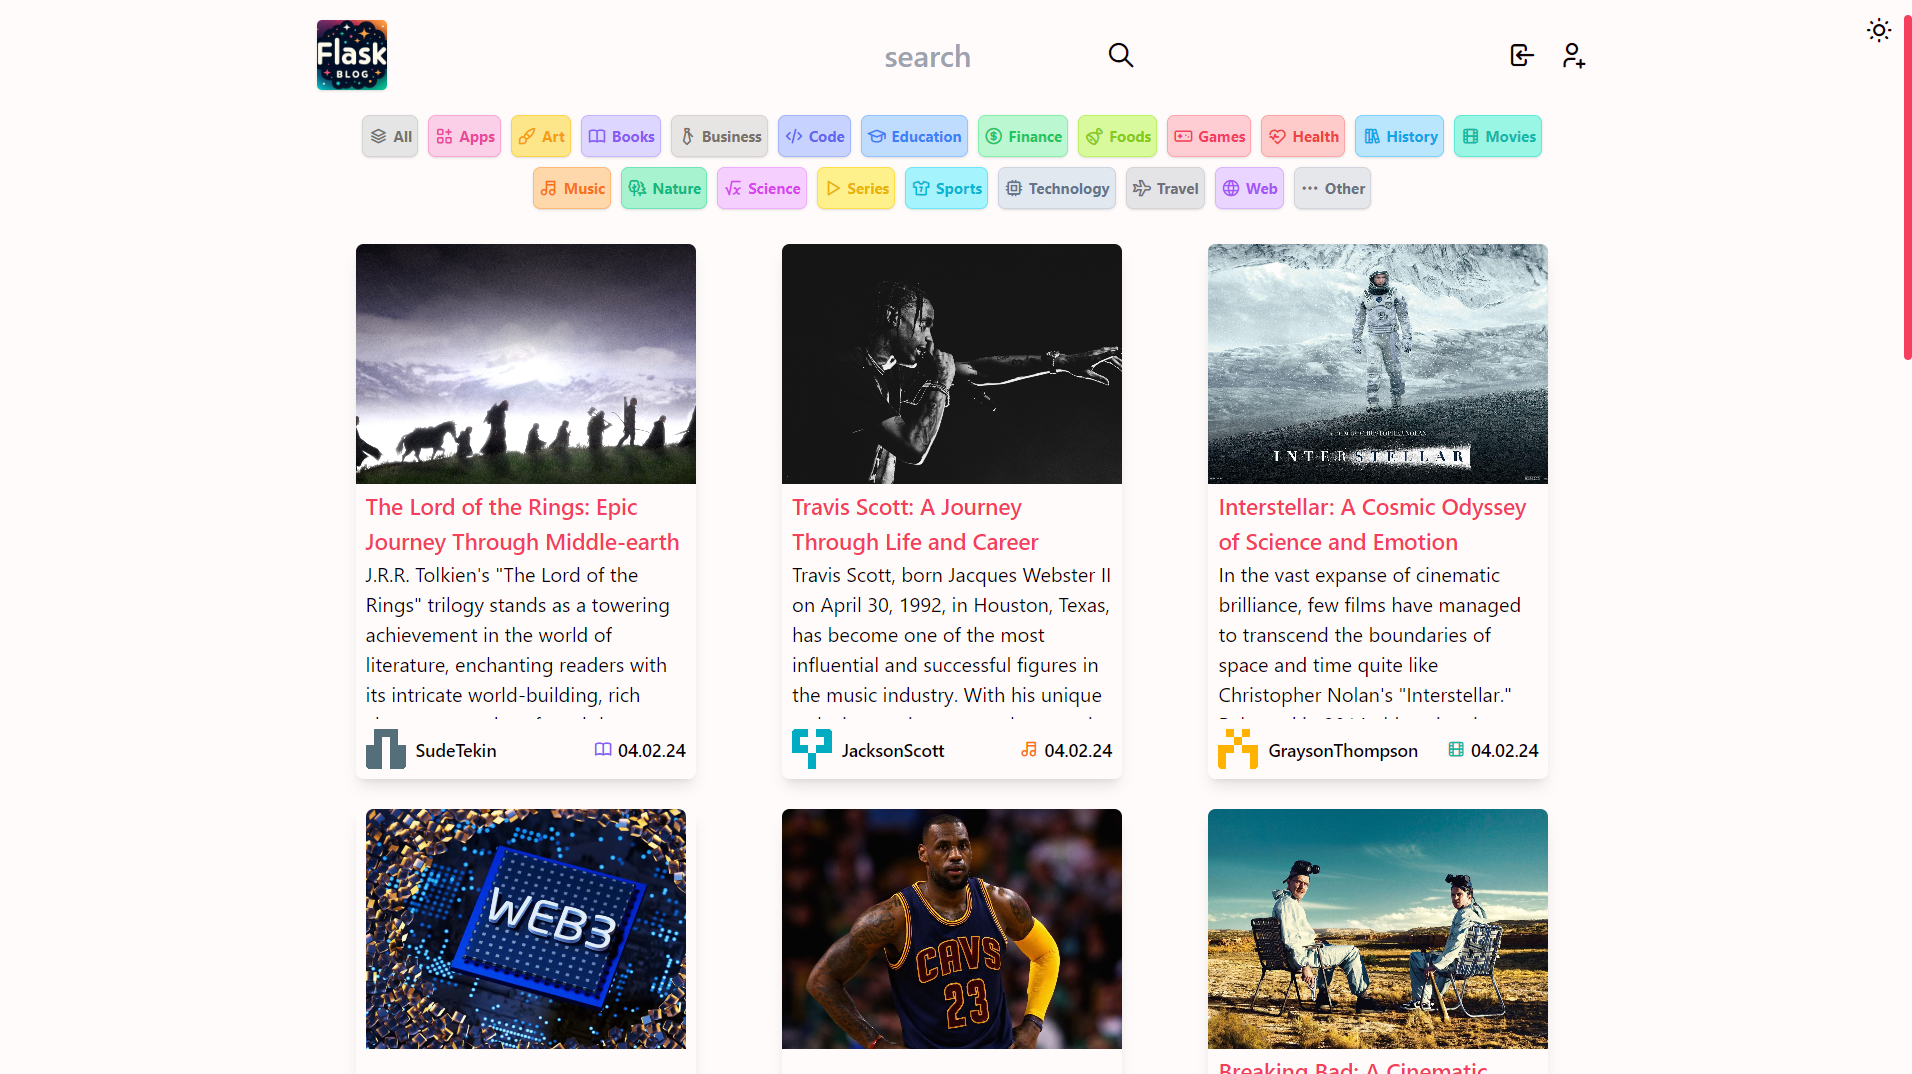 Flask
BLOG
search
All
Apps
Art
Books
Business
Code
Education
Finance
Foods
Games
Health
History
Movies
Music
Nature
Science
Series
Sports
Technology
Travel
Web
Other
INTERSTELLAR
The Lord of the Rings: Epic
Journey Through Middle-earth
J.R.R. Tolkien's "The Lord of the
Rings" trilogy stands as a towering
achievement in the world of
literature, enchanting readers with
its intricate world-building, rich
SudeTekin
04.02.24
Travis Scott: A Journey
Through Life and Career
Travis Scott, born Jacques Webster II
on April 30, 1992, in Houston, Texas,
has become one of the most
influential and successful figures in
the music industry. With his unique
JacksonScott
04.02.24
Interstellar: A Cosmic Odyssey
of Science and Emotion
In the vast expanse of cinematic
brilliance, few films have managed
to transcend the boundaries of
space and time quite like
Christopher Nolan's "Interstellar."
GraysonThompson
04.02.24
WEB3
CAVS
23
Breaking Bad: A Cinematic